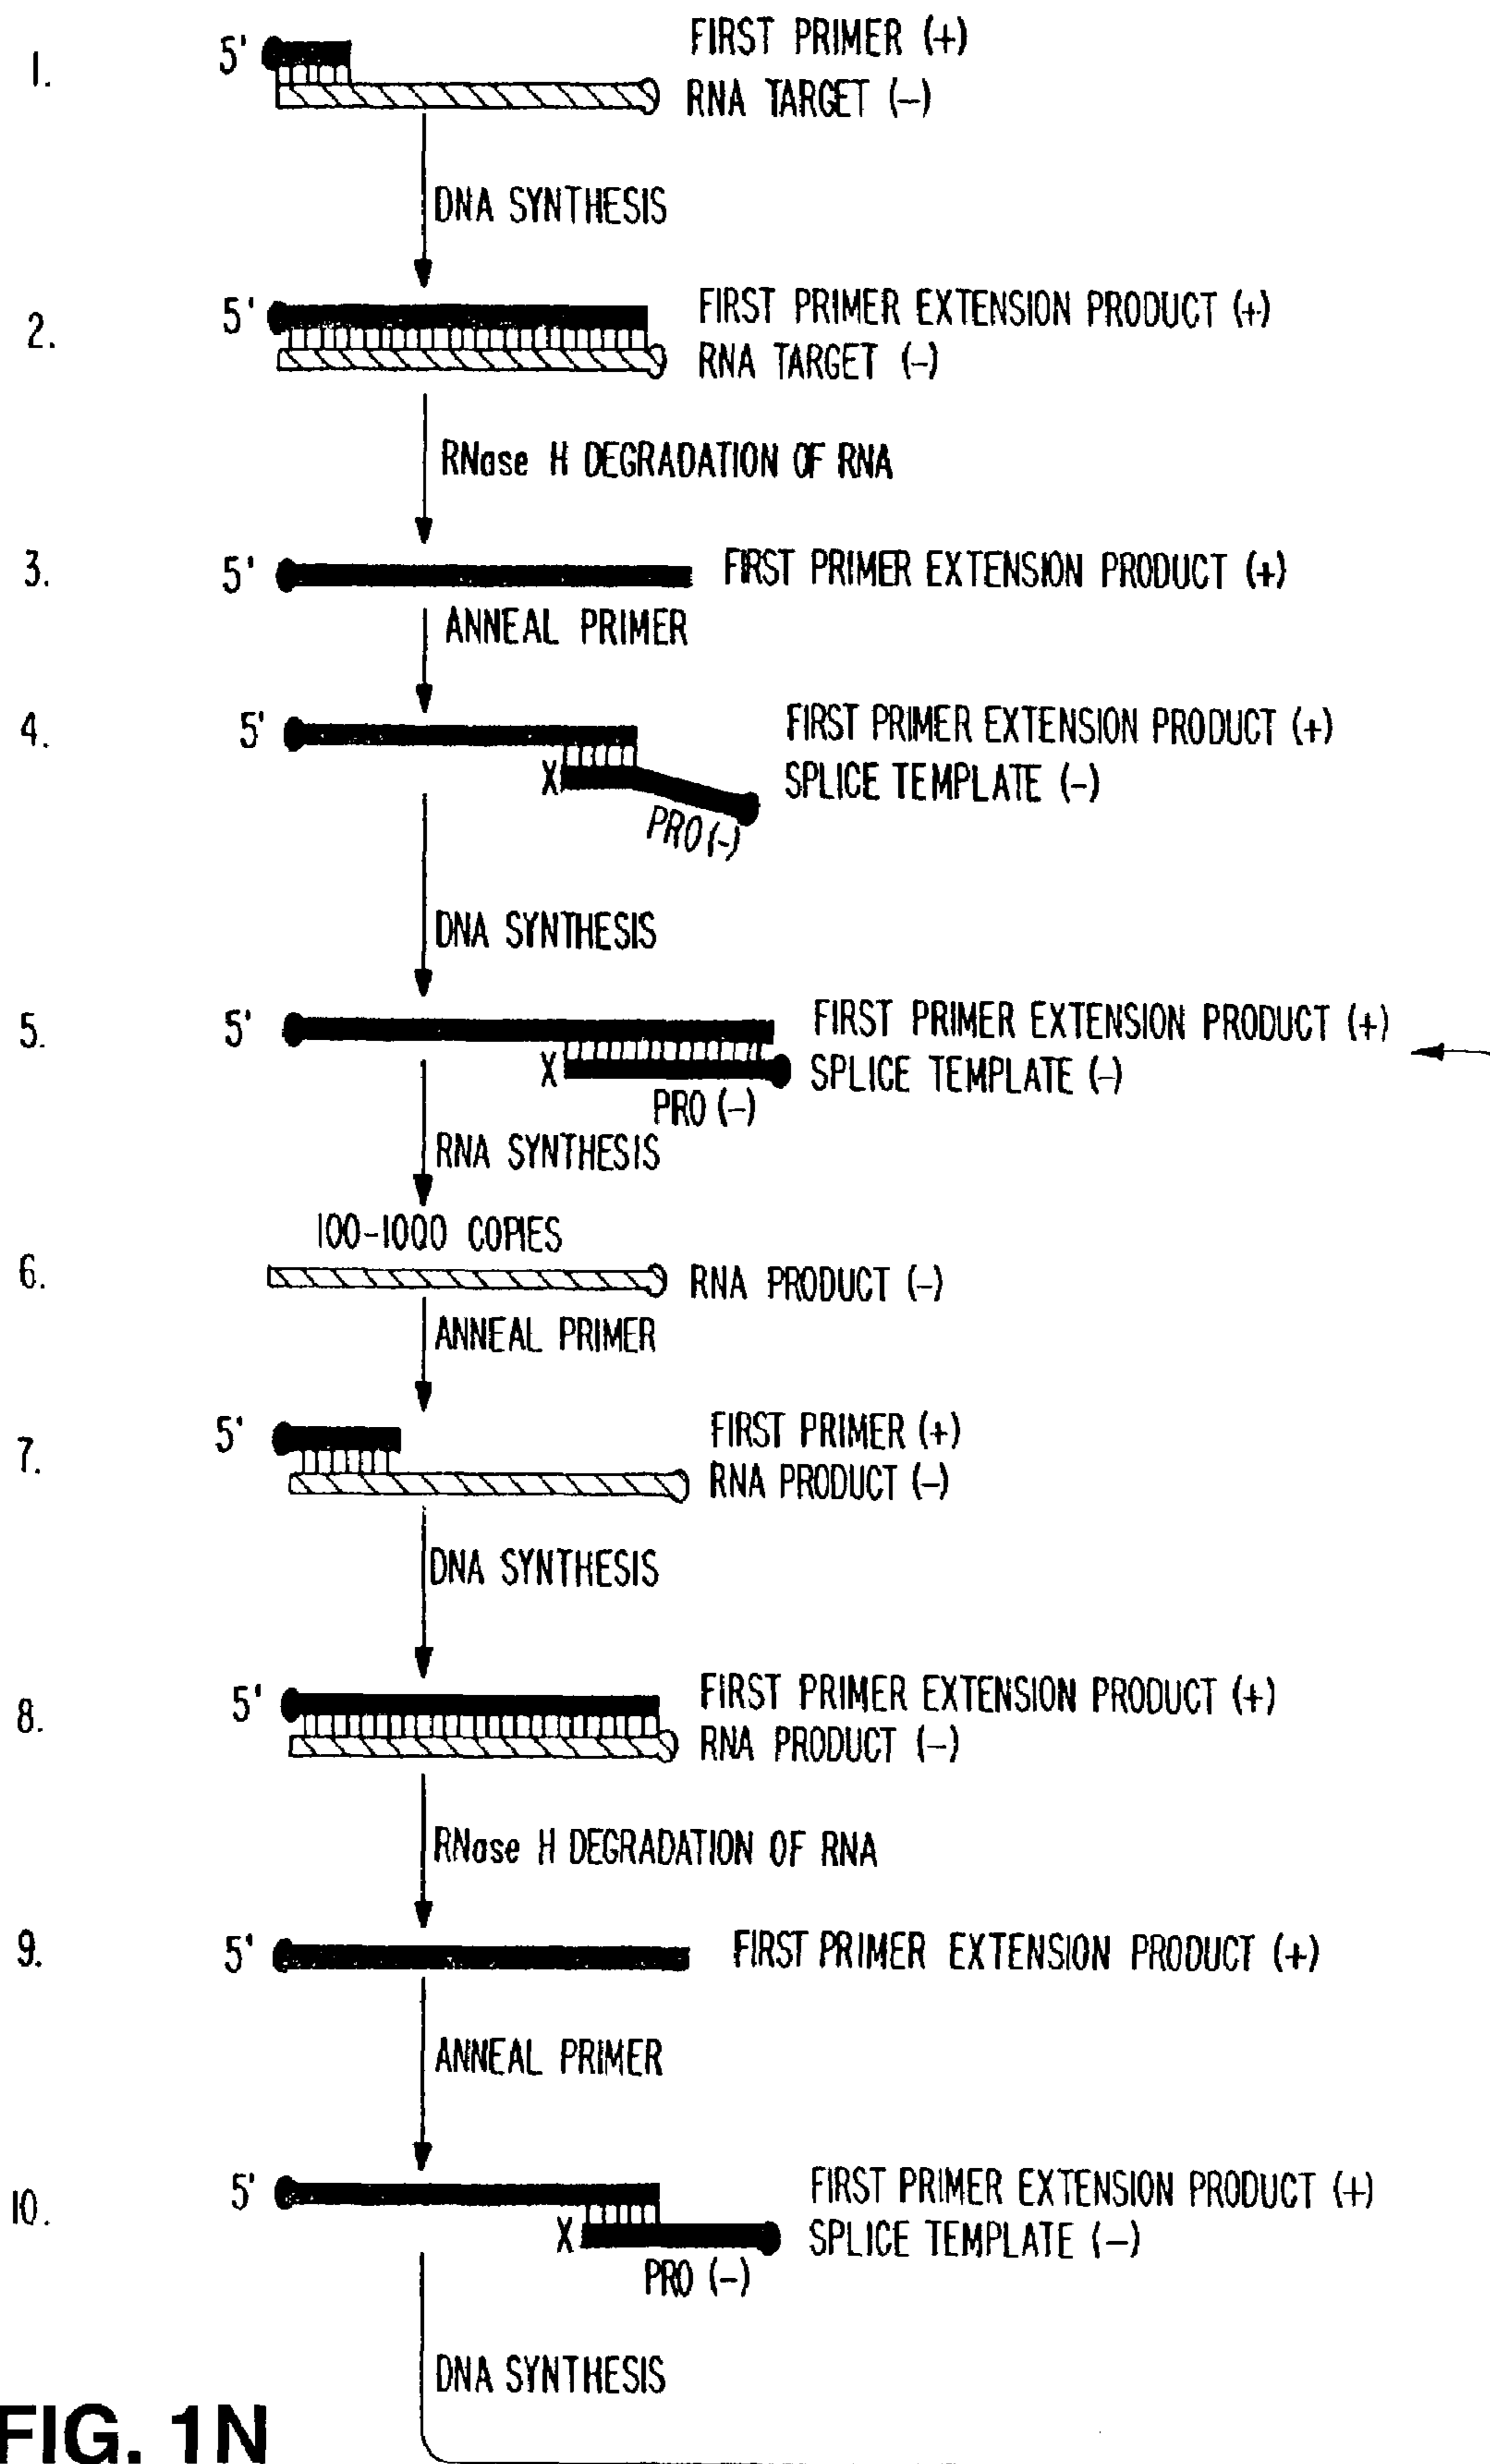 1.
5'
FIRST PRIMER (+)
RNA TARGET (-)
DNA SYNTHESIS
2.
5'
FIRST PRIMER EXTENSION PRODUCT (+)
RNA TARGET (-)
RNase H DEGRADATION OF RNA
3.
5'
FIRST PRIMER EXTENSION PRODUCT (+)
ANNEAL PRIMER
4.
5'
FIRST PRIMER EXTENSION PRODUCT (+)
X
SPLICE TEMPLATE (-)
PRO (-)
DNA SYNTHESIS
5.
5'
FIRST PRIMER EXTENSION PRODUCT (+)
X
SPLICE TEMPLATE (-)
PRO (-)
RNA SYNTHESIS
100-1000 COPIES
6.
RNA PRODUCT (-)
ANNEAL PRIMER
7.
5'
FIRST PRIMER (+)
RNA PRODUCT (-)
DNA SYNTHESIS
8.
5'
FIRST PRIMER EXTENSION PRODUCT (+)
RNA PRODUCT (-)
RNase H DEGRADATION OF RNA
9.
5'
FIRST PRIMER EXTENSION PRODUCT (+)
ANNEAL PRIMER
10.
5'
FIRST PRIMER EXTENSION PRODUCT (+)
X
SPLICE TEMPLATE (-)
PRO (-)
DNA SYNTHESIS
FIG. 1N